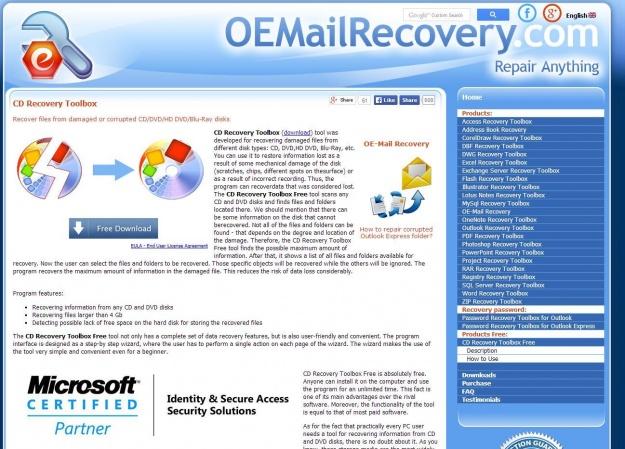 Google™ Custom Search
English
OEMailRecovery.com
Repair Anything
CD Recovery Toolbox
Share
61
Like
Share
Recover files from damaged or corrupted CD/DVD/HD DVD/Blu-Ray disks
Free Download
EULA - End User License Agreement
CD Recovery Toolbox (download) tool was
developed for recovering damaged files from
different disk types: CD, DVD,HD DVD, Blu-Ray, etc.
You can use it to restore information lost as a
result of some mechanical damage of the disk
(scratches, chips, different spots on thesurface) or as
a result of incorrect recording. Thus, the
program can recoverdata that was considered lost.
The CD Recovery Toolbox Free tool scans any
CD and DVD disks and finds files and folders
located there. We should mention that there can
be some information on the disk that cannot
berecovered. Not all of the files and folders can be
found - that depends on the degree and location of
the damage. Therefore, the CD Recovery Toolbox
Free tool finds the possible maximum amount of
information. After that, it shows a list of all files and folders available for
recovery. Now the user can select the files and folders to be recovered. Those specific objects will be recovered while the others will be ignored. The
program recovers the maximum amount of information in the damaged file. This reduces the risk of data loss considerably.
OE-Mail Recovery
How to repair corrupted
Outlook Express folder?
Program features:
Recovering information from any CD and DVD disks
Recovering files larger than 4 Gb
Detecting possible lack of free space on the hard disk for storing the recovered files
The CD Recovery Toolbox Free tool not only has a complete set of data recovery features, but is also user-friendly and convenient. The program
interface is designed as a step-by step wizard, where the user has to perform a single action on each page of the wizard. The wizard makes the use of
the tool very simple and convenient even for a beginner.
Microsoft
CERTIFIED
Partner
Identity & Secure Access
Security Solutions
CD Recovery Toolbox Free is absolutely free.
Anyone can install it on the computer and use
the program for an unlimited time. This fact is
one of its main advantages over the rival
software. Moreover, the functionality of the tool
is equal to that of most paid software.
As for the fact that practically every PC user
needs a tool for recovering information from CD
and DVD disks, there is no doubt about it. As you
Home
Products:
Access Recovery Toolbox
Address Book Recovery
CorelDraw Recovery Toolbox
DBF Recovery Toolbox
DWG Recovery Toolbox
Excel Recovery Toolbox
Exchange Server Recovery Toolbox
Flash Recovery Toolbox
Illustrator Recovery Toolbox
Lotus Notes Recovery Toolbox
MySql Recovery Toolbox
OE-Mail Recovery
OneNote Recovery Toolbox
Outlook Recovery Toolbox
PDF Recovery Toolbox
Photoshop Recovery Toolbox
PowerPoint Recovery Toolbox
Project Recovery Toolbox
RAR Recovery Toolbox
Registry Recovery Toolbox
SQL Server Recovery Toolbox
Word Recovery Toolbox
ZIP Recovery Toolbox
Recovery password:
Password Recovery Toolbox for Outlook
Password Recovery Toolbox for Outlook Express
Products Free:
CD Recovery Toolbox Free
Description
How to Use
Downloads
Purchase
FAQ
Testimonials